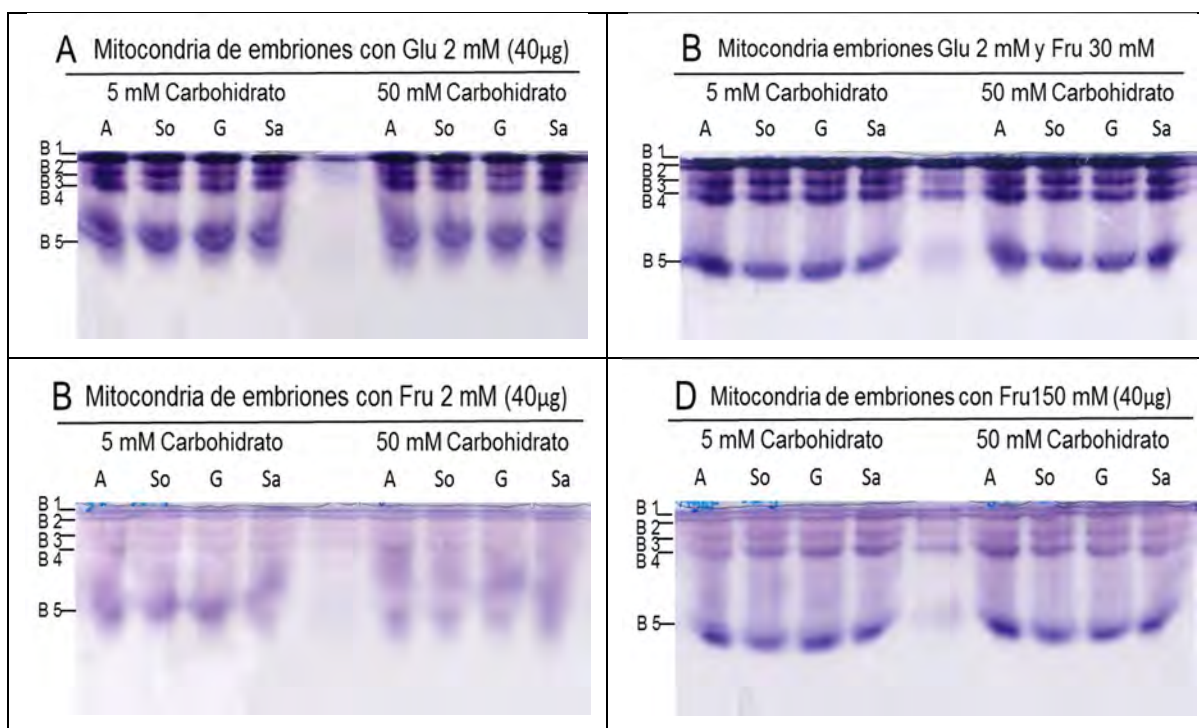 A Mitocondria de embriones con Glu 2 mM (40µg)
5 mM Carbohidrato 50 mM Carbohidrato
A So G Sa A So G Sa
B 1
B 2
B 3
B 4
B 5
B Mitocondria embriones Glu 2 mM y Fru 30 mM
5 mM Carbohidrato 50 mM Carbohidrato
A So G Sa A So G Sa
B 1
B 2
B 3
B 4
B 5
B Mitocondria de embriones con Fru 2 mM (40µg)
5 mM Carbohidrato 50 mM Carbohidrato
A So G Sa A So G Sa
B 1
B 2
B 3
B 4
B 5
D Mitocondria de embriones con Fru150 mM (40µg)
5 mM Carbohidrato 50 mM Carbohidrato
A So G Sa A So G Sa
B 1
B 2
B 3
B 4
B 5